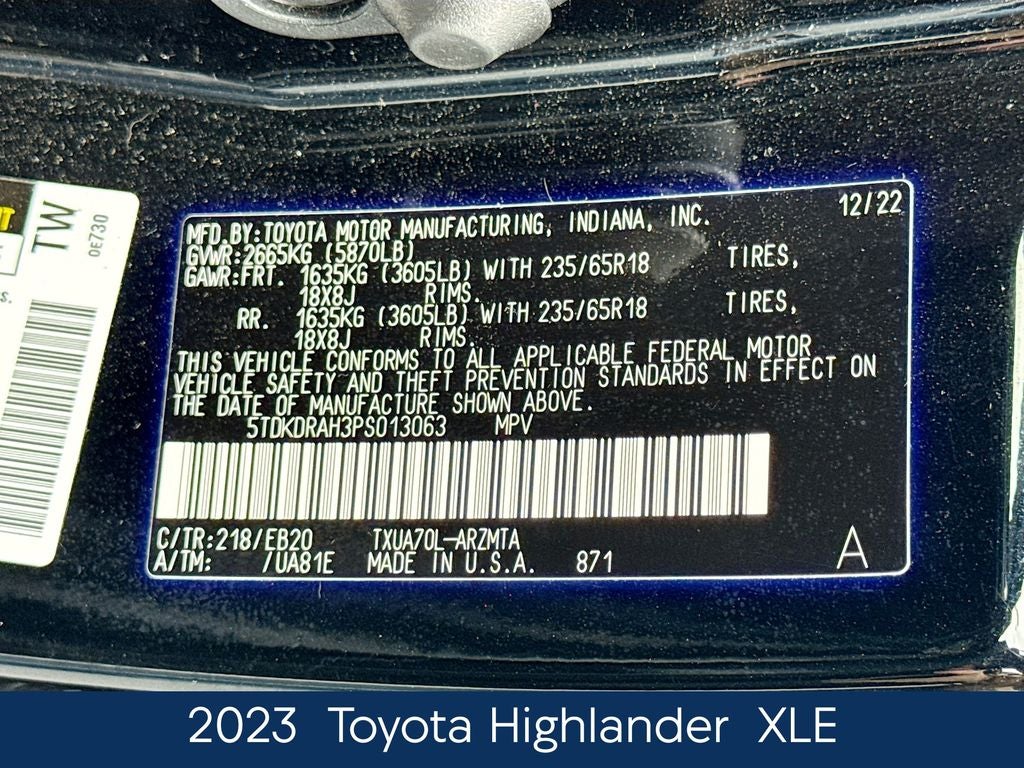 TW
0E730
MFD.BY:TOYOTA MOTOR MANUFACTURING, INDIANA, INC. 12/22
GVWR:2665KG (5870LB)
GAWR:FRT. 1635KG (3605LB) WITH 235/65R18 TIRES,
18X8J RIMS.
RR. 1635KG (3605LB) WITH 235/65R18 TIRES,
18X8J RIMS.
THIS VEHICLE CONFORMS TO ALL APPLICABLE FEDERAL MOTOR
VEHICLE SAFETY AND THEFT PREVENTION STANDARDS IN EFFECT ON
THE DATE OF MANUFACTURE SHOWN ABOVE.
5TDKDRAH3PS013063 MPV
C/TR:218/EB20 TXUA70L-ARZMTA
A/TM: /UA81E MADE IN U.S.A. 871 A
2023 Toyota Highlander XLE